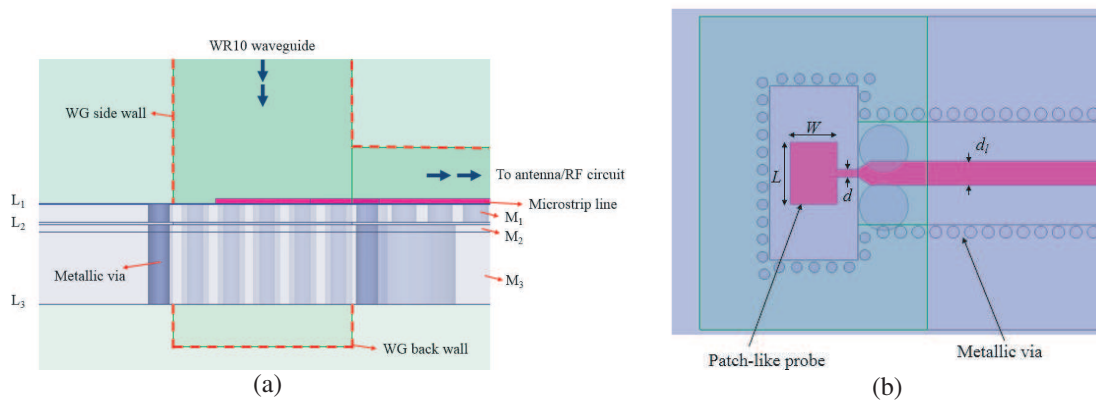 WR10 waveguide
WG side wall
To antenna/RF circuit
L1
Microstrip line
M1
L2
M2
Metallic via
M3
L3
WG back wall
(a)
W
L
d
dl
Patch-like probe
Metallic via
(b)